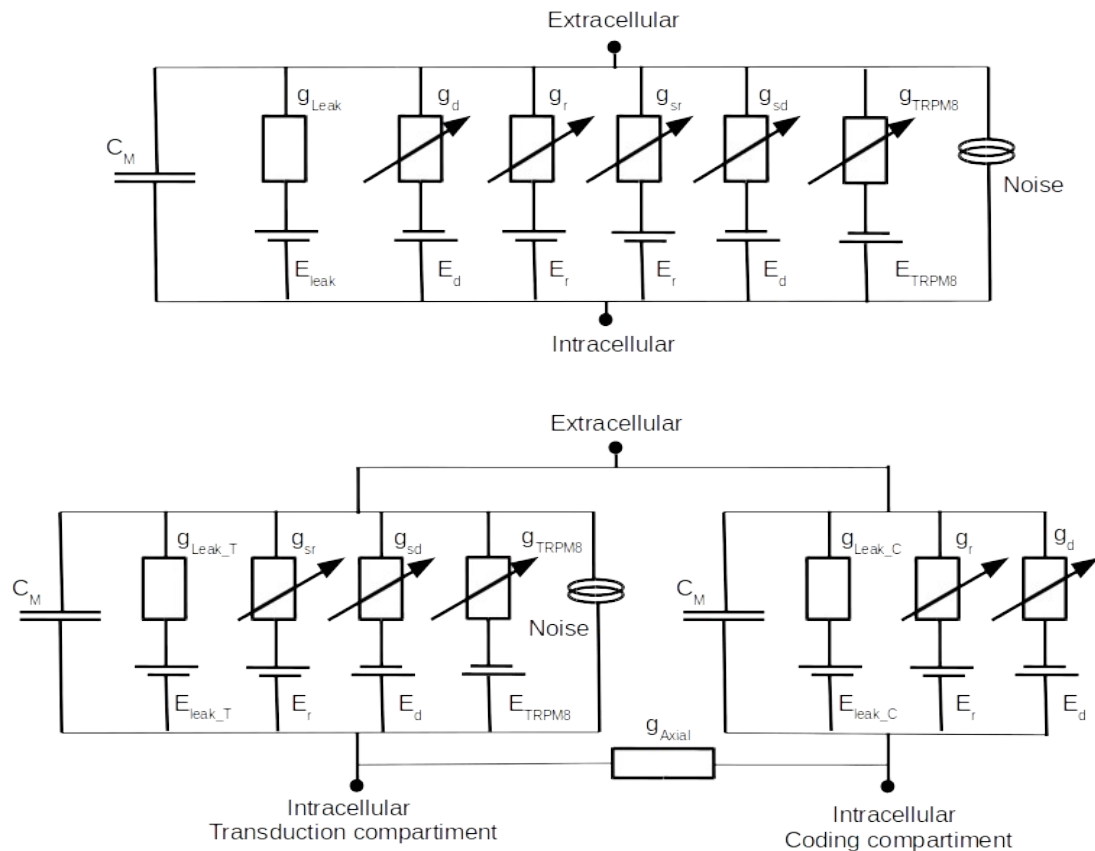 Extracellular
g_Leak g_d g_r g_sr g_sd g_TRPM8
C_M
Noise
E_leak E_d E_r E_r E_d E_TRPM8
Intracellular
Extracellular
g_Leak_T g_sr g_sd g_TRPM8 g_Leak_C g_r g_d
C_M C_M
Noise
E_leak_T E_r E_d E_TRPM8 E_leak_C E_r E_d
g_Axial
Intracellular Intracellular
Transduction compartiment Coding compartiment